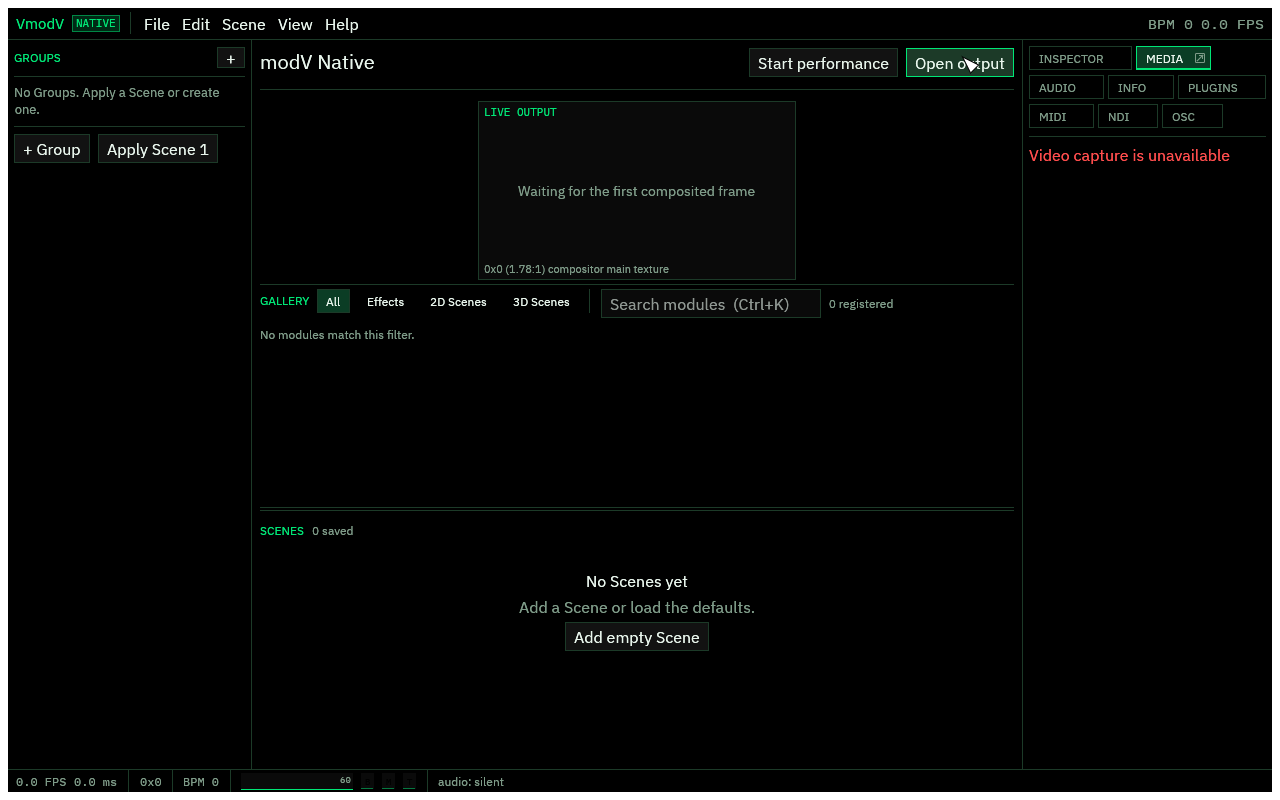 VmodV NATIVE File Edit Scene View Help BPM 0 0.0 FPS
GROUPS +
No Groups. Apply a Scene or create
one.
+ Group Apply Scene 1
modV Native Start performance Open output
LIVE OUTPUT
Waiting for the first composited frame
0x0 (1.78:1) compositor main texture
GALLERY All Effects 2D Scenes 3D Scenes Search modules (Ctrl+K) 0 registered
No modules match this filter.
SCENES 0 saved
No Scenes yet
Add a Scene or load the defaults.
Add empty Scene
INSPECTOR MEDIA
AUDIO INFO PLUGINS
MIDI NDI OSC
Video capture is unavailable
0.0 FPS 0.0 ms 0x0 BPM 0 60 audio: silent